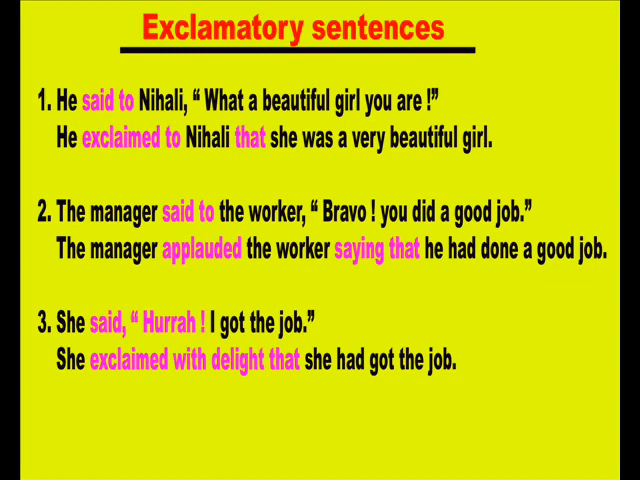 Exclamatory sentences
1. He said to Nihali, “ What a beautiful girl you are !”
He exclaimed to Nihali that she was a very beautiful girl.
2. The manager said to the worker, “ Bravo ! you did a good job.”
The manager applauded the worker saying that he had done a good job.
3. She said, “ Hurrah ! I got the job.”
She exclaimed with delight that she had got the job.